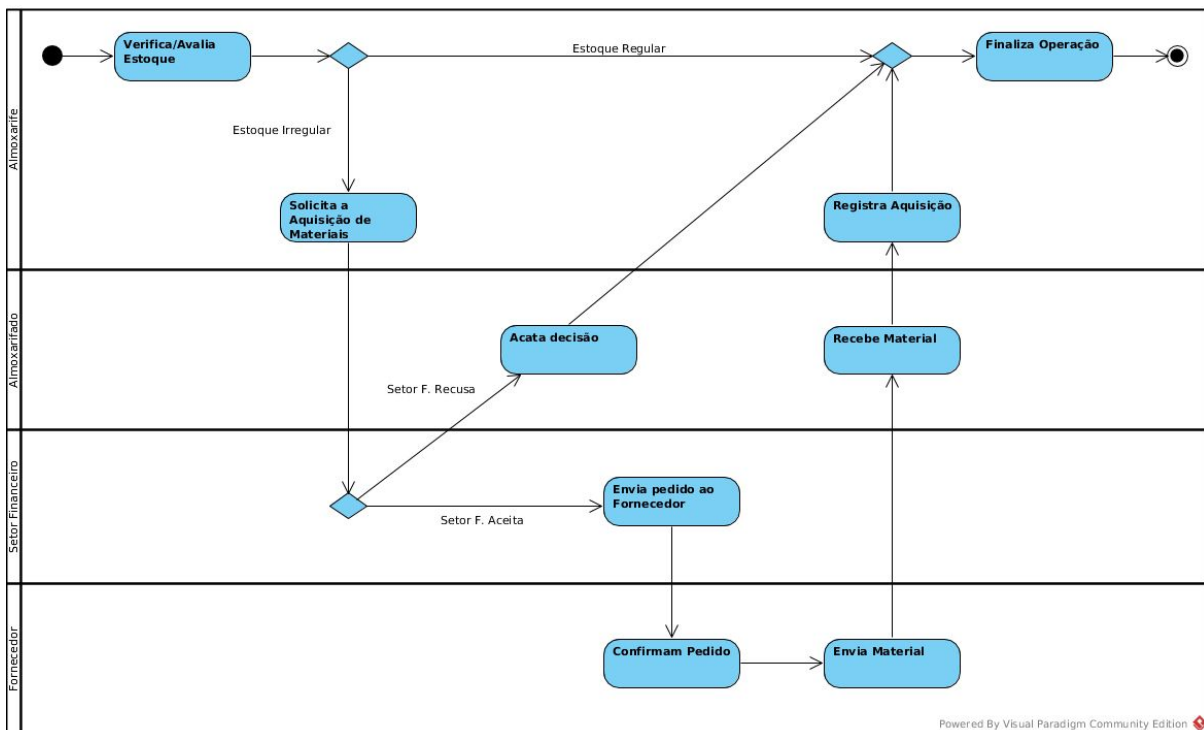 Almoxarife
Verifica/Avalia
Estoque
Estoque Regular
Finaliza Operação
Estoque Irregular
Solicita a
Aquisição de
Materiais
Registra Aquisição
Almoxarifado
Acata decisão
Recebe Material
Setor F. Recusa
Setor Financeiro
Envia pedido ao
Fornecedor
Setor F. Aceita
Fornecedor
Confirmam Pedido
Envia Material
Powered By Visual Paradigm Community Edition